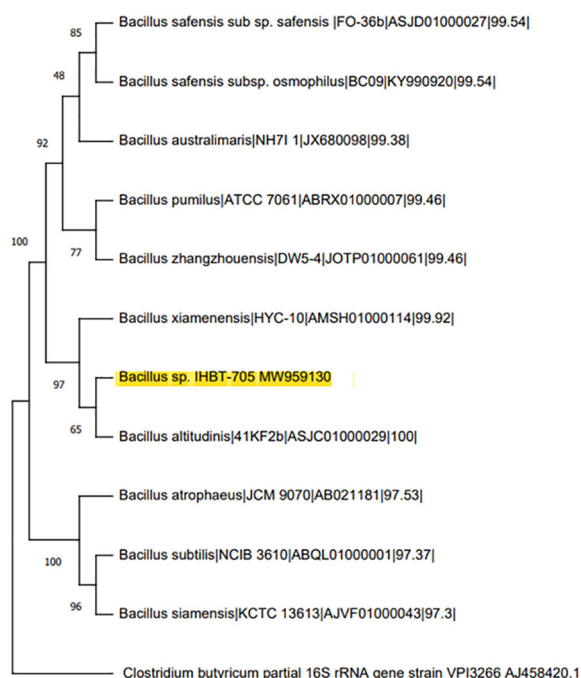 85
Bacillus safensis sub sp. safensis |FO-36b|ASJD01000027|99.54|
48
Bacillus safensis subsp. osmophilus|BC09|KY990920|99.54|
92
Bacillus australimaris|NH7I 1|JX680098|99.38|
Bacillus pumilus|ATCC 7061|ABRX01000007|99.46|
100
77
Bacillus zhangzhouensis|DW5-4|JOTP01000061|99.46|
Bacillus xiamenensis|HYC-10|AMSH01000114|99.92|
97
Bacillus sp. IHBT-705 MW959130
65
Bacillus altitudinis|41KF2b|ASJC01000029|100|
Bacillus atrophaeus|JCM 9070|AB021181|97.53|
100
Bacillus subtilis|NCIB 3610|ABQL01000001|97.37|
96
Bacillus siamensis|KCTC 13613|AJVF01000043|97.3|
Clostridium butyricum partial 16S rRNA gene strain VPI3266 AJ458420.1